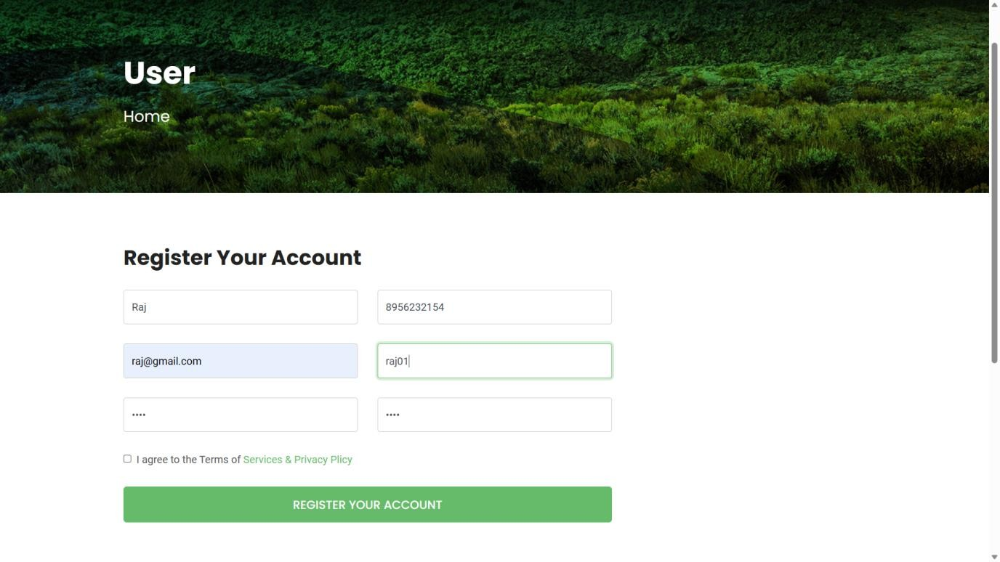 User
Home
Register Your Account
Raj
8956232154
raj@gmail.com
raj01
••••
••••
I agree to the Terms of Services & Privacy Plicy
REGISTER YOUR ACCOUNT